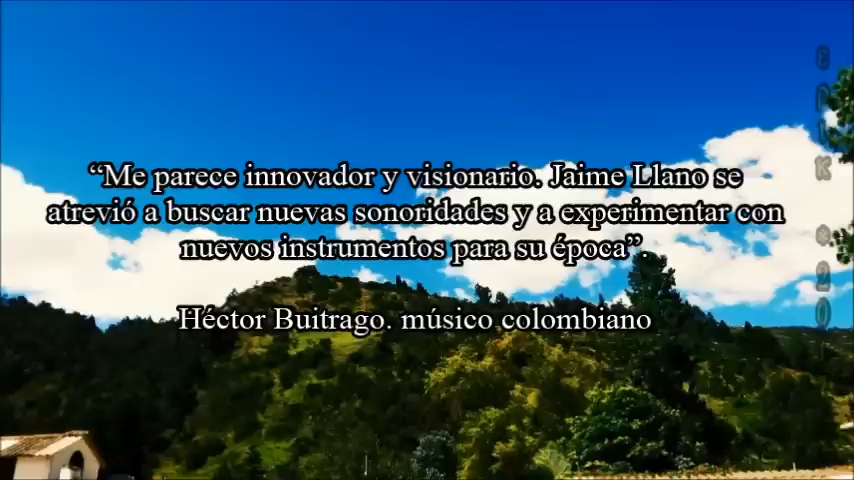 “Me parece innovador y visionario. Jaime Llano se
atrevió a buscar nuevas sonoridades y a experimentar con
nuevos instrumentos para su época”.
Héctor Buitrago. músico colombiano